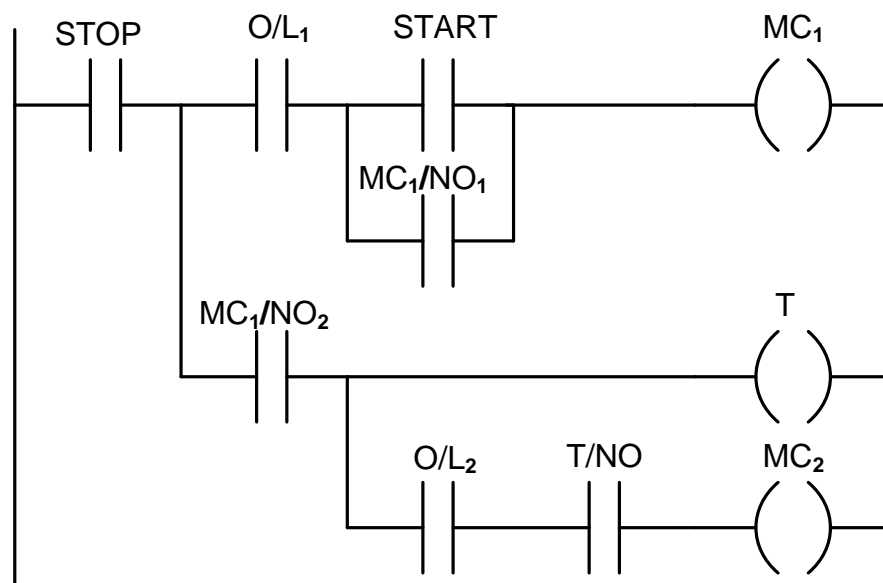 STOP
O/L₁
START
MC₁
MC₁/NO₁
MC₁/NO₂
T
O/L₂
T/NO
MC₂